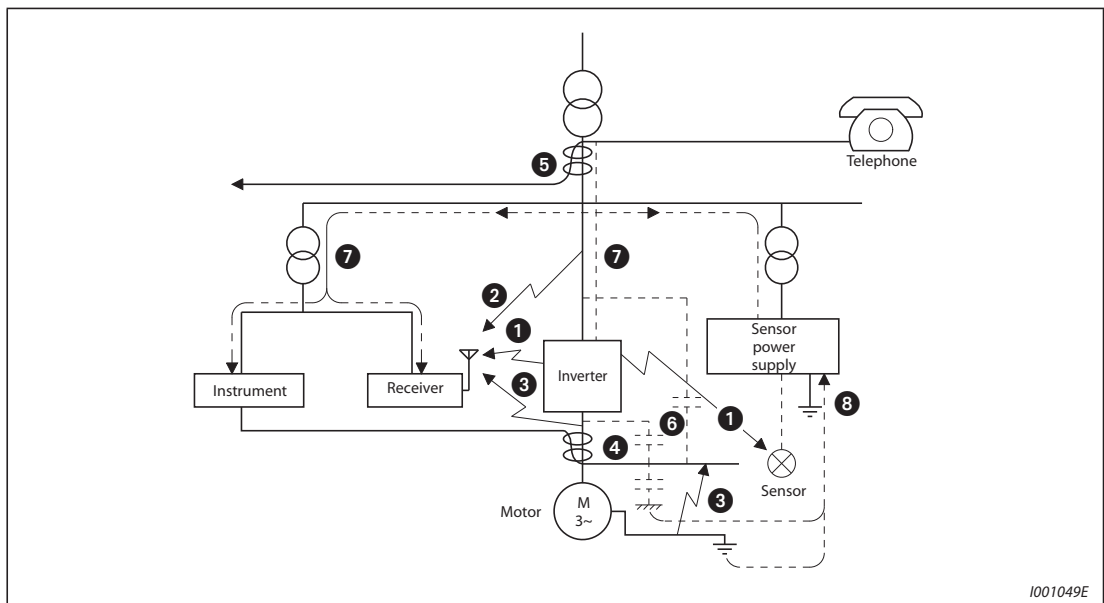 Telephone
5
7
7
2
1
Sensor
power
supply
Instrument
Receiver
Inverter
3
8
6
1
4
Sensor
3
Motor
M
3~
I001049E